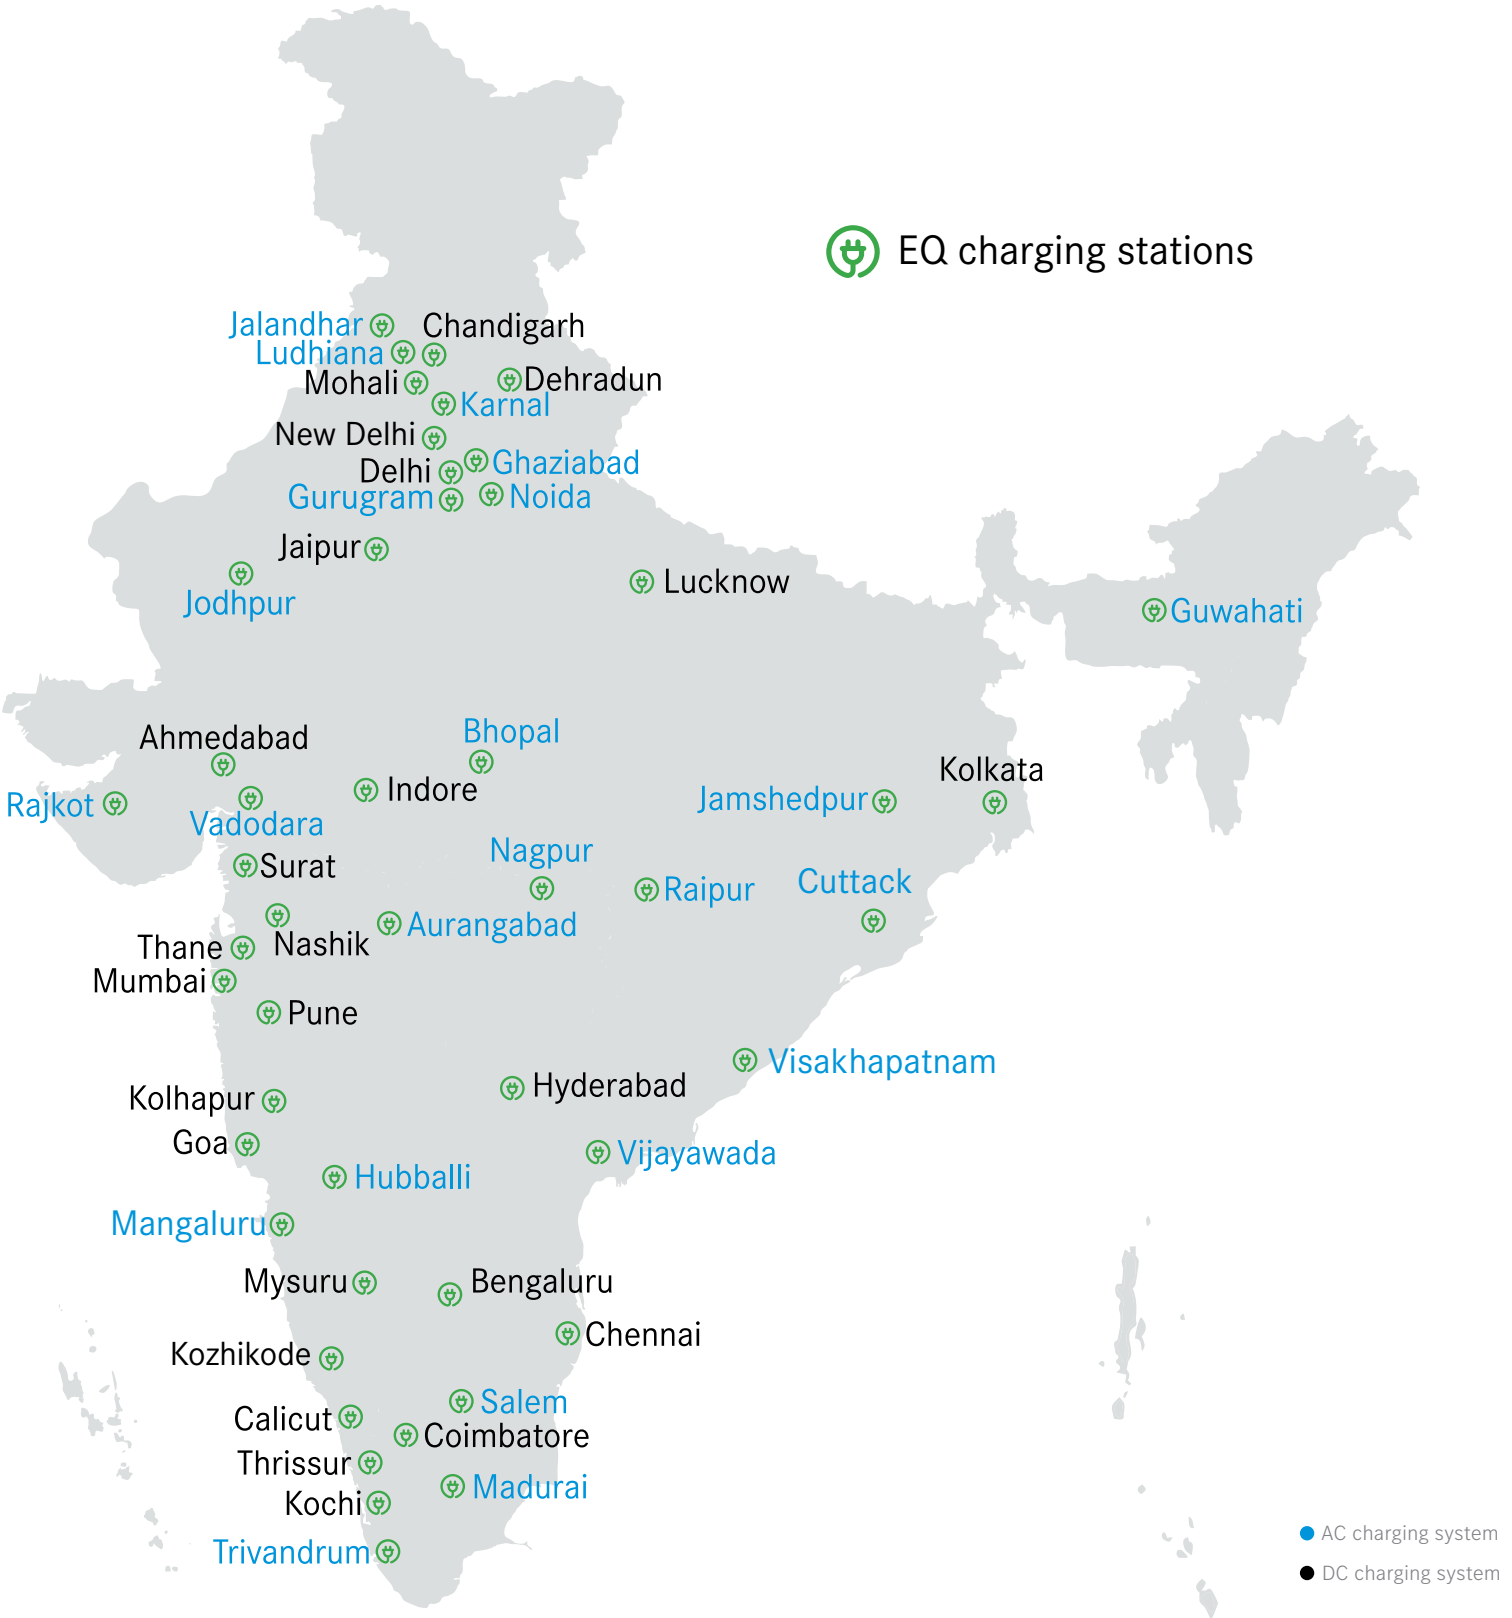 EQ charging stations
Jalandhar
Chandigarh
Ludhiana
Mohali
Dehradun
Karnal
New Delhi
Ghaziabad
Delhi
Gurugram
Noida
Jaipur
Lucknow
Jodhpur
Guwahati
Ahmedabad
Bhopal
Kolkata
Indore
Jamshedpur
Rajkot
Vadodara
Nagpur
Surat
Raipur
Cuttack
Aurangabad
Nashik
Thane
Mumbai
Pune
Visakhapatnam
Hyderabad
Kolhapur
Goa
Vijayawada
Hubballi
Mangaluru
Mysuru
Bengaluru
Chennai
Kozhikode
Salem
Calicut
Coimbatore
Thrissur
Madurai
Kochi
Trivandrum
AC charging system
DC charging system